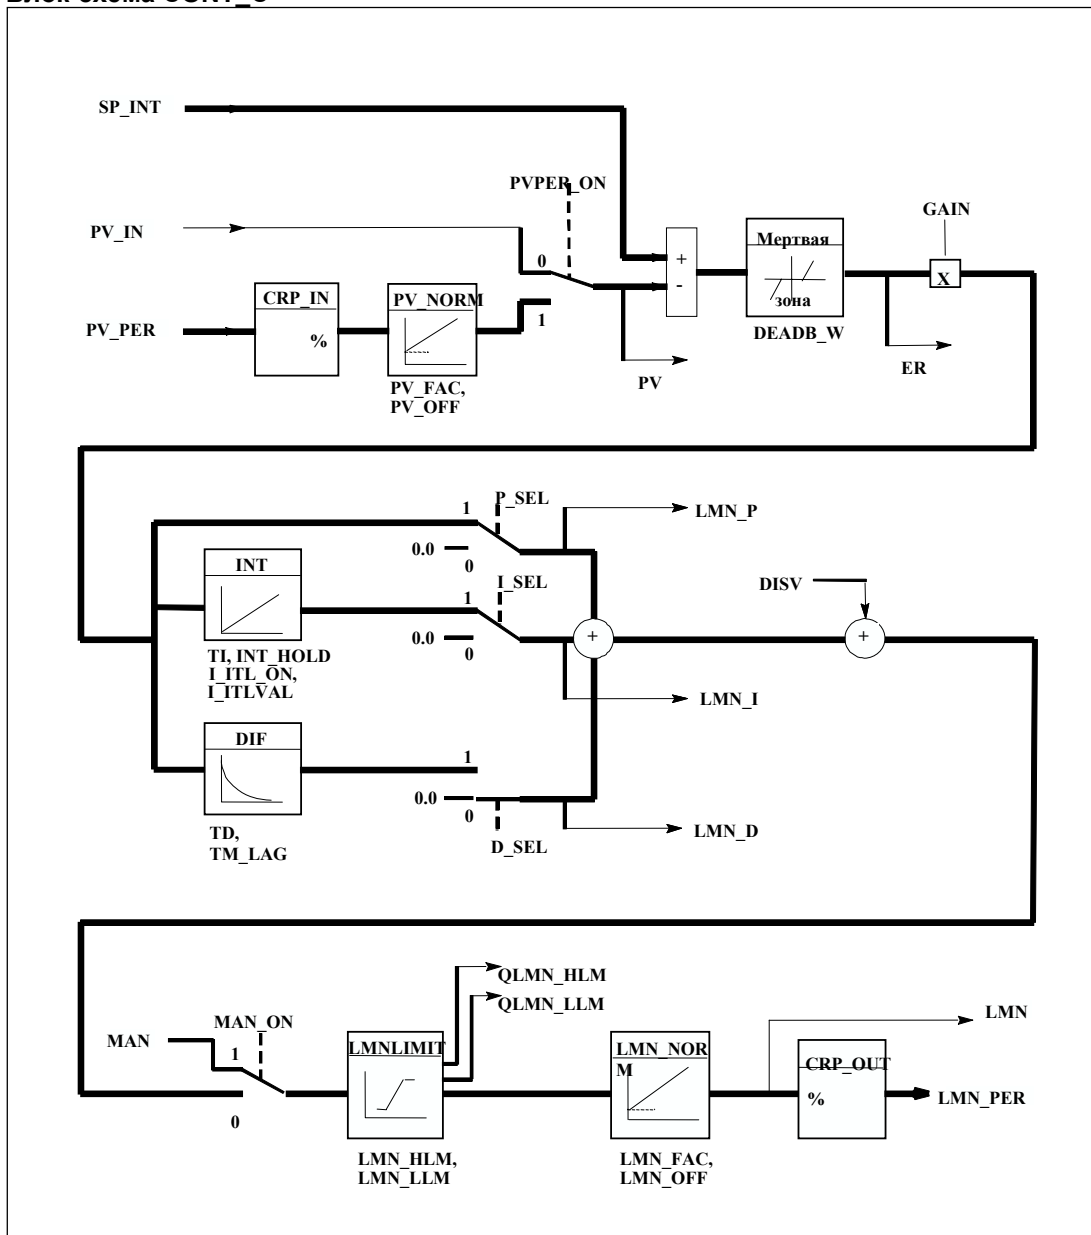 SP_INT
PVPER_ON
GAIN
PV_IN
0
+
-
Мертвая
зона
X
CRP_IN
%
PV_NORM
1
PV_PER
DEADB_W
PV
ER
PV_FAC,
PV_OFF
1
P_SEL
LMN_P
0.0
0
INT
I_SEL
1
DISV
0.0
0
+
+
TI, INT_HOLD
I_ITL_ON,
I_ITLVAL
LMN_I
DIF
1
0.0
0
LMN_D
TD,
TM_LAG
D_SEL
QLMN_HLM
QLMN_LLM
MAN_ON
MAN
LMN
1
LMNLIMIT
LMN_NOR
M
CRP_OUT
%
LMN_PER
0
LMN_HLM,
LMN_LLM
LMN_FAC,
LMN_OFF